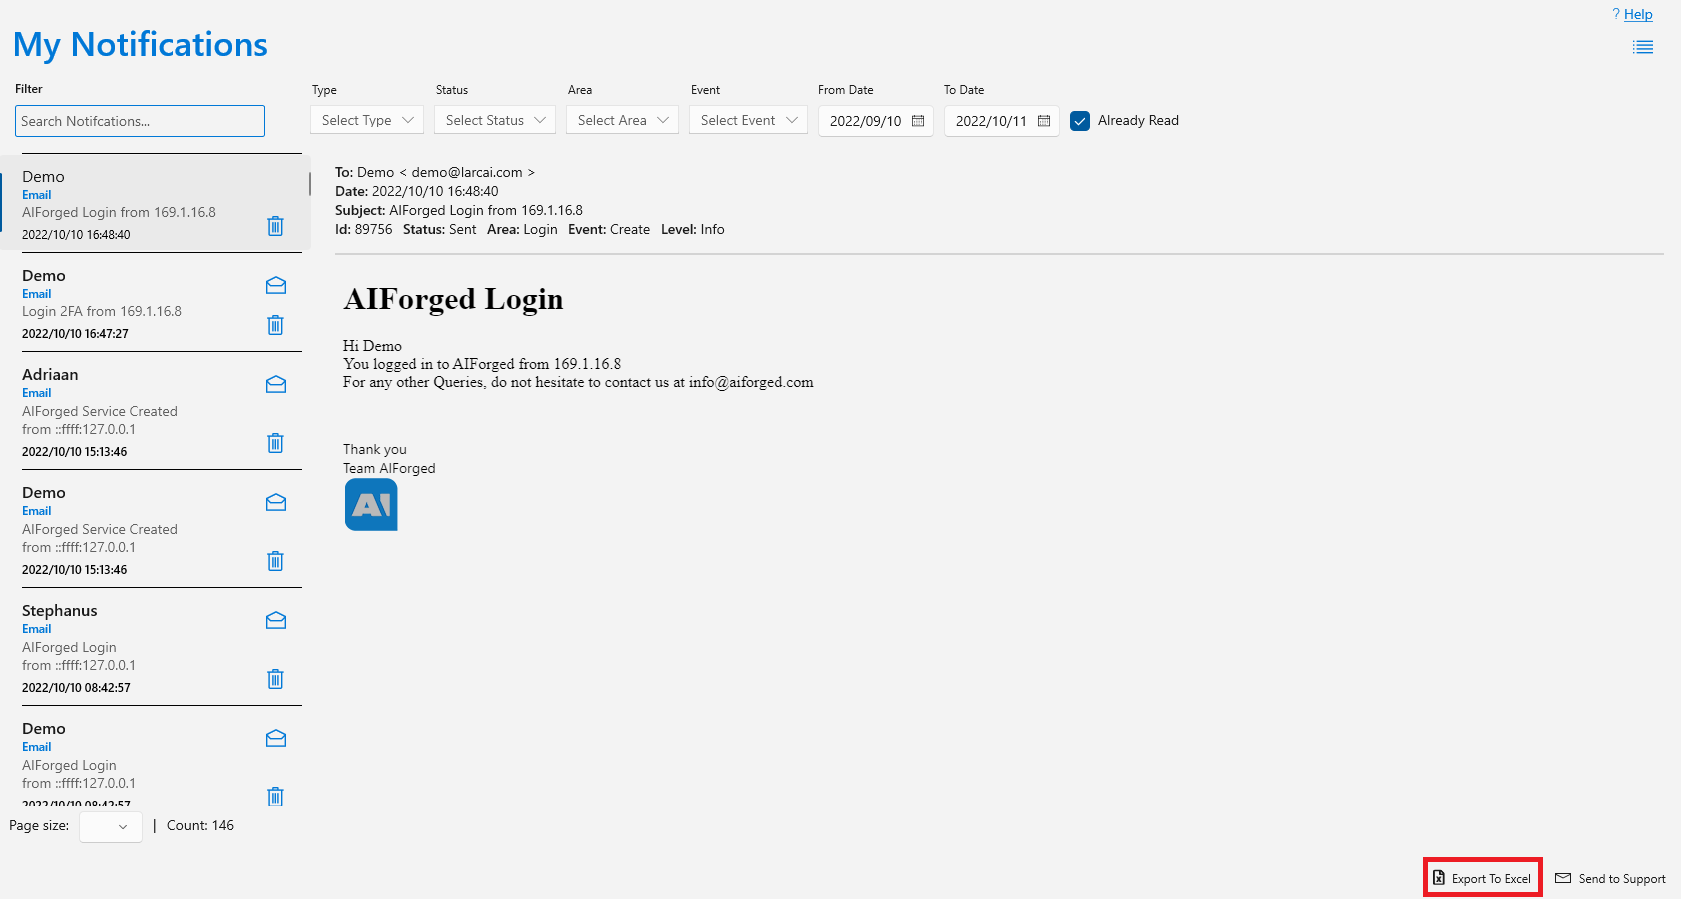 ? Help
My Notifications
Filter
Search Notifcations...
Type
Select Type
Status
Select Status
Area
Select Area
Event
Select Event
From Date
2022/09/10
To Date
2022/10/11
Already Read
Demo
Email
AIForged Login from 169.1.16.8
2022/10/10 16:48:40
Demo
Email
Login 2FA from 169.1.16.8
2022/10/10 16:47:27
Adriaan
Email
AIForged Service Created
from ::ffff:127.0.0.1
2022/10/10 15:13:46
Demo
Email
AIForged Service Created
from ::ffff:127.0.0.1
2022/10/10 15:13:46
Stephanus
Email
AIForged Login
from ::ffff:127.0.0.1
2022/10/10 08:42:57
Demo
Email
AIForged Login
from ::ffff:127.0.0.1
2022/10/10 08:42:57
Page size:
| Count: 146
To: Demo < demo@larcai.com >
Date: 2022/10/10 16:48:40
Subject: AIForged Login from 169.1.16.8
Id: 89756 Status: Sent Area: Login Event: Create Level: Info
AIForged Login
Hi Demo
You logged in to AIForged from 169.1.16.8
For any other Queries, do not hesitate to contact us at info@aiforged.com
Thank you
Team AIForged
AI
Export To Excel
Send to Support